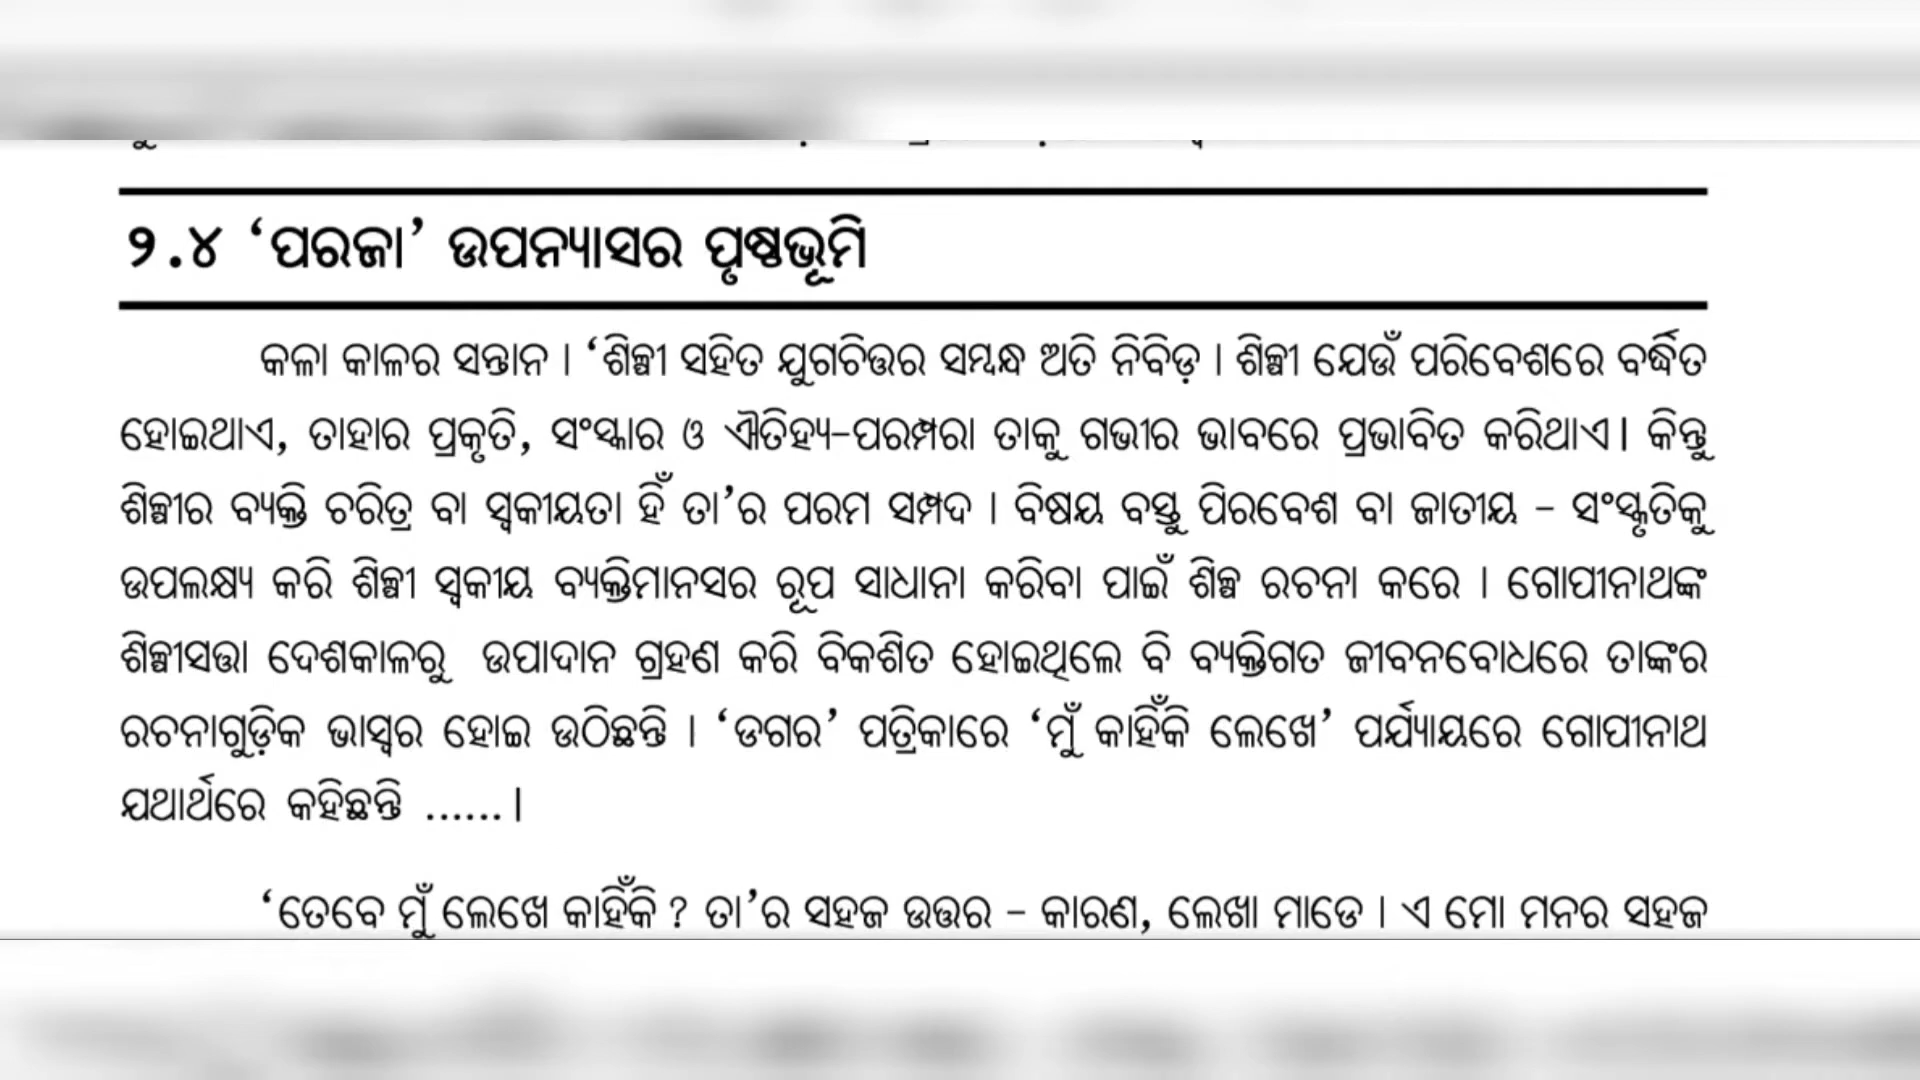 ୨.୪ ‘ପରଜା’ ଉପନ୍ୟାସର ପୃଷ୍ଠଭୂମି
କଳା କାଳର ସନ୍ତାନ । ‘ଶିଳ୍ପୀ ସହିତ ଯୁଗଚିତ୍ତର ସମ୍ବନ୍ଧ ଅତି ନିବିଡ଼ । ଶିଳ୍ପୀ ଯେଉଁ ପରିବେଶରେ ବର୍ଦ୍ଧିତ
ହୋଇଥାଏ, ତାହାର ପ୍ରକୃତି, ସଂସ୍କାର ଓ ଐତିହ୍ୟ-ପରମ୍ପରା ତାକୁ ଗଭୀର ଭାବରେ ପ୍ରଭାବିତ କରିଥାଏ। କିନ୍ତୁ
ଶିଳ୍ପୀର ବ୍ୟକ୍ତି ଚରିତ୍ର ବା ସ୍ୱକୀୟତା ହିଁ ତା’ର ପରମ ସମ୍ପଦ । ବିଷୟ ବସ୍ତୁ ପିରବେଶ ବା ଜାତୀୟ – ସଂସ୍କୃତିକୁ
ଉପଲକ୍ଷ୍ୟ କରି ଶିଳ୍ପୀ ସ୍ୱକୀୟ ବ୍ୟକ୍ତିମାନସର ରୂପ ସାଧାନା କରିବା ପାଇଁ ଶିଳ୍ପ ରଚନା କରେ । ଗୋପୀନାଥଙ୍କ
ଶିଳ୍ପୀସତ୍ତା ଦେଶକାଳରୁ ଉପାଦାନ ଗ୍ରହଣ କରି ବିକଶିତ ହୋଇଥିଲେ ବି ବ୍ୟକ୍ତିଗତ ଜୀବନବୋଧରେ ତାଙ୍କର
ରଚନାଗୁଡ଼ିକ ଭାସ୍ୱର ହୋଇ ଉଠିଛନ୍ତି । ‘ଡଗର’ ପତ୍ରିକାରେ ‘ମୁଁ କାହିଁକି ଲେଖେ’ ପର୍ଯ୍ୟାୟରେ ଗୋପୀନାଥ
ଯଥାର୍ଥରେ କହିଛନ୍ତି ......।
‘ତେବେ ମୁଁ ଲେଖେ କାହିଁକି ? ତା’ର ସହଜ ଉତ୍ତର – କାରଣ, ଲେଖା ମାଡେ । ଏ ମୋ ମନର ସହଜ